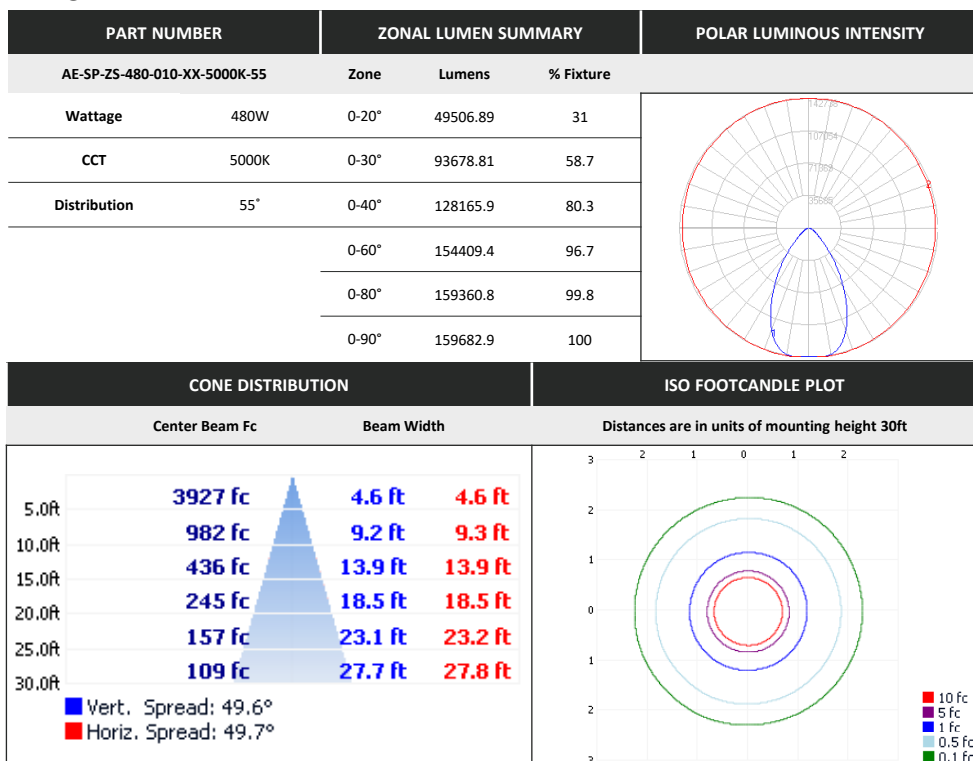 PART NUMBER ZONAL LUMEN SUMMARY POLAR LUMINOUS INTENSITY
AE-SP-ZS-480-010-XX-5000K-55 Zone Lumens % Fixture
Wattage 480W 0-20° 49506.89 31
CCT 5000K 0-30° 93678.81 58.7
Distribution 55° 0-40° 128165.9 80.3
0-60° 154409.4 96.7
0-80° 159360.8 99.8
0-90° 159682.9 100
107054
2
1
CONE DISTRIBUTION ISO FOOTCANDLE PLOT
Center Beam Fc Beam Width Distances are in units of mounting height 30ft
5.0ft 3927 fc 4.6 ft 4.6 ft
10.0ft 982 fc 9.2 ft 9.3 ft
15.0ft 436 fc 13.9 ft 13.9 ft
20.0ft 245 fc 18.5 ft 18.5 ft
25.0ft 157 fc 23.1 ft 23.2 ft
30.0ft 109 fc 27.7 ft 27.8 ft
Vert. Spread: 49.6°
Horiz. Spread: 49.7°
2 1 0 1 2
3
2
1
0
1
2
3
10 fc
5 fc
1 fc
0.5 fc
0.1 fc